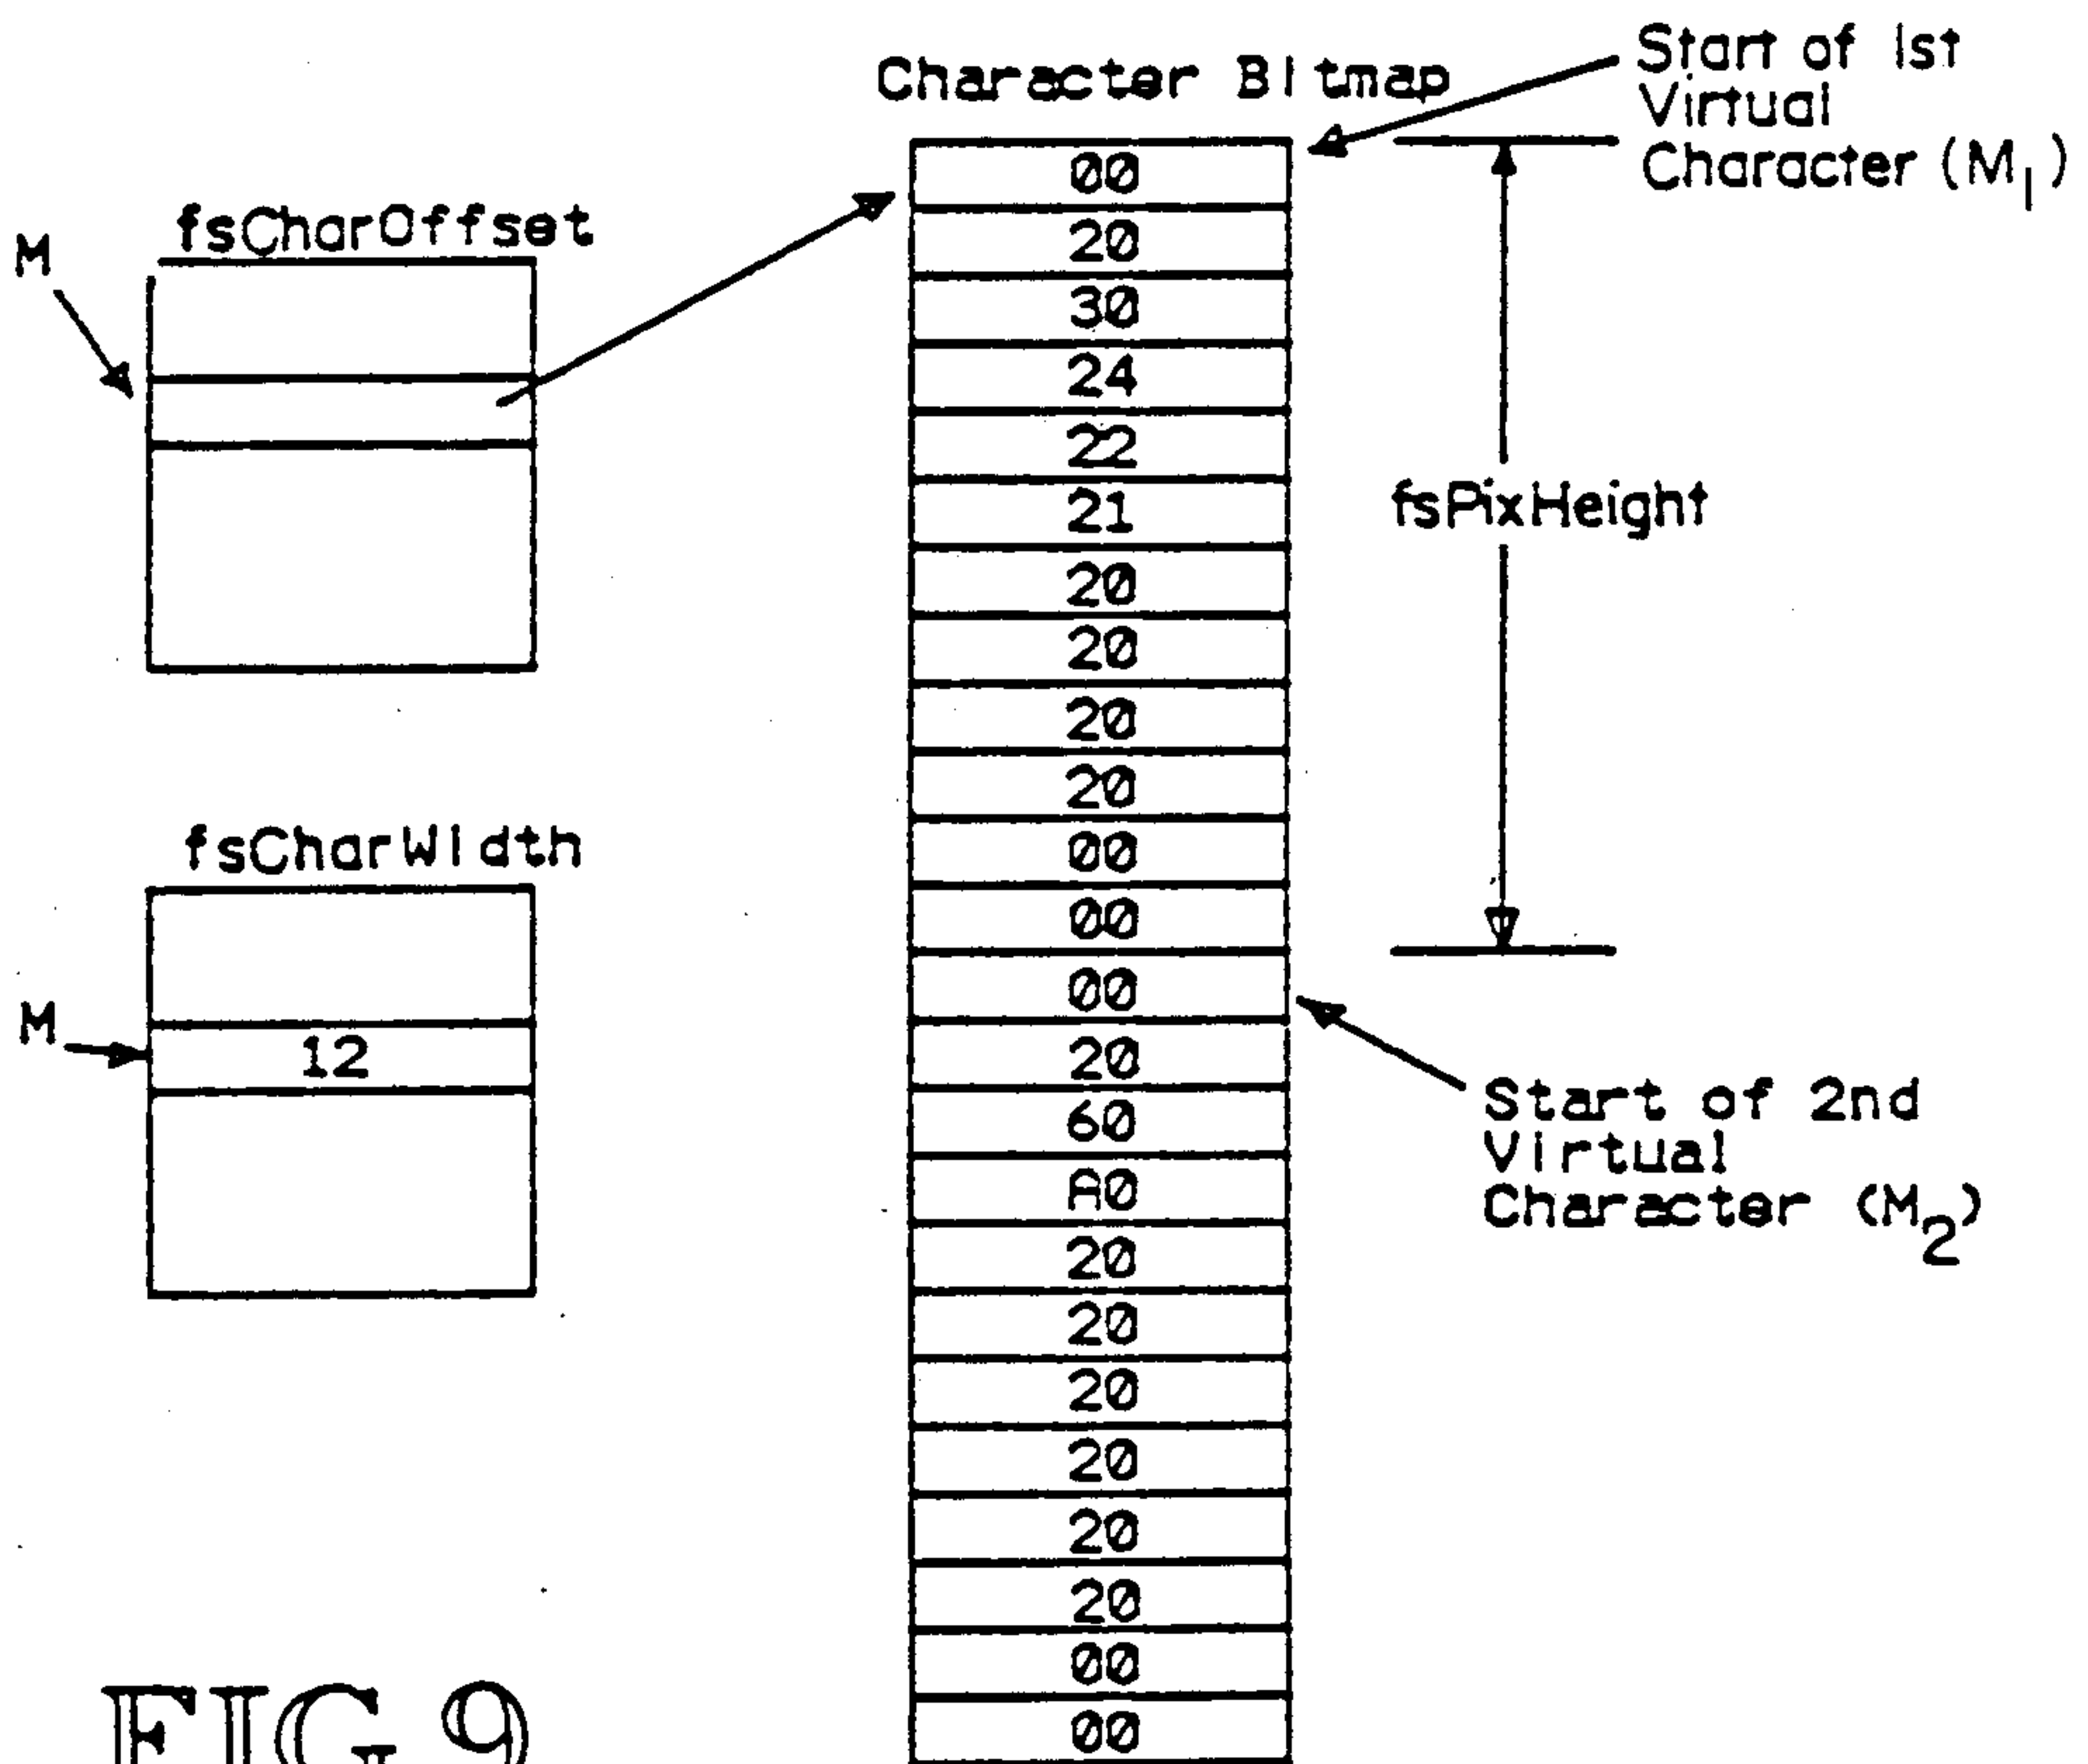 Character Bitmap
Start of 1st
Virtual
Character (M1)
fsCharOffset
M
00
20
30
24
22
21
20
20
20
20
00
00
00
20
60
A0
20
20
20
20
20
20
00
00
fsPixHeight
fsCharWidth
M
12
Start of 2nd
Virtual
Character (M2)
FIG. 9